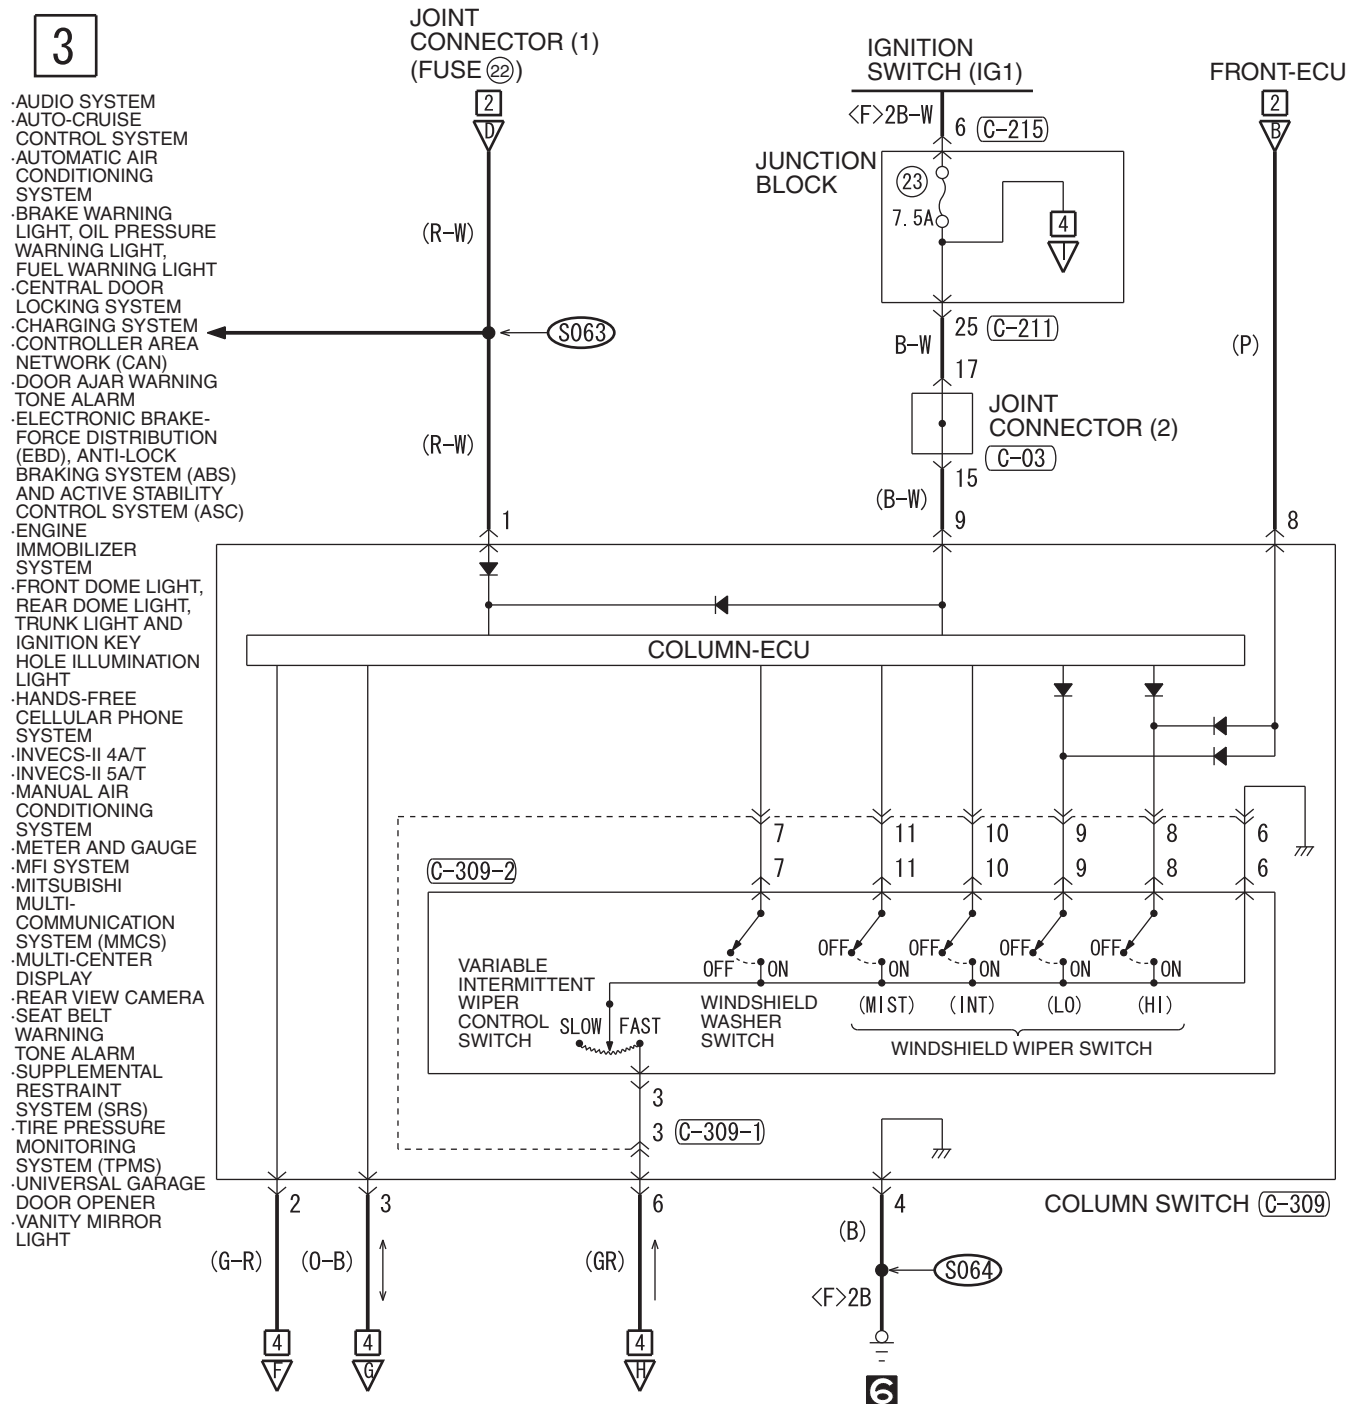 3
JOINT
CONNECTOR (1)
(FUSE 22)
IGNITION
SWITCH (IG1)
FRONT-ECU
2
D
<F>2B-W
6 (C-215)
2
B
JUNCTION
BLOCK
23
7.5A
4
I
·AUDIO SYSTEM
·AUTO-CRUISE
CONTROL SYSTEM
·AUTOMATIC AIR
CONDITIONING
SYSTEM
·BRAKE WARNING
LIGHT, OIL PRESSURE
WARNING LIGHT,
FUEL WARNING LIGHT
·CENTRAL DOOR
LOCKING SYSTEM
·CHARGING SYSTEM
·CONTROLLER AREA
NETWORK (CAN)
·DOOR AJAR WARNING
TONE ALARM
·ELECTRONIC BRAKE-
FORCE DISTRIBUTION
(EBD), ANTI-LOCK
BRAKING SYSTEM (ABS)
AND ACTIVE STABILITY
CONTROL SYSTEM (ASC)
·ENGINE
IMMOBILIZER
SYSTEM
·FRONT DOME LIGHT,
REAR DOME LIGHT,
TRUNK LIGHT AND
IGNITION KEY
HOLE ILLUMINATION
LIGHT
·HANDS-FREE
CELLULAR PHONE
SYSTEM
·INVECS-II 4A/T
·INVECS-II 5A/T
·MANUAL AIR
CONDITIONING
SYSTEM
·METER AND GAUGE
·MFI SYSTEM
·MITSUBISHI
MULTI-
COMMUNICATION
SYSTEM (MMCS)
·MULTI-CENTER
DISPLAY
·REAR VIEW CAMERA
·SEAT BELT
WARNING
TONE ALARM
·SUPPLEMENTAL
RESTRAINT
SYSTEM (SRS)
·TIRE PRESSURE
MONITORING
SYSTEM (TPMS)
·UNIVERSAL GARAGE
DOOR OPENER
·VANITY MIRROR
LIGHT
(R-W)
S063
(R-W)
25 (C-211)
B-W
17
JOINT
CONNECTOR (2)
(C-03)
15
(B-W)
(P)
1
9
8
COLUMN-ECU
7 11 10 9 8 6
(C-309-2)
7 11 10 9 8 6
OFF ON
OFF ON
OFF ON
OFF ON
OFF ON
VARIABLE
INTERMITTENT
WIPER
CONTROL
SWITCH
SLOW FAST
WINDSHIELD
WASHER
SWITCH
(MIST) (INT) (LO) (HI)
WINDSHIELD WIPER SWITCH
3
3 (C-309-1)
2 3 6 4
COLUMN SWITCH (C-309)
(G-R) (O-B) (GR) (B)
S064
<F>2B
4
F
4
G
4
H
6